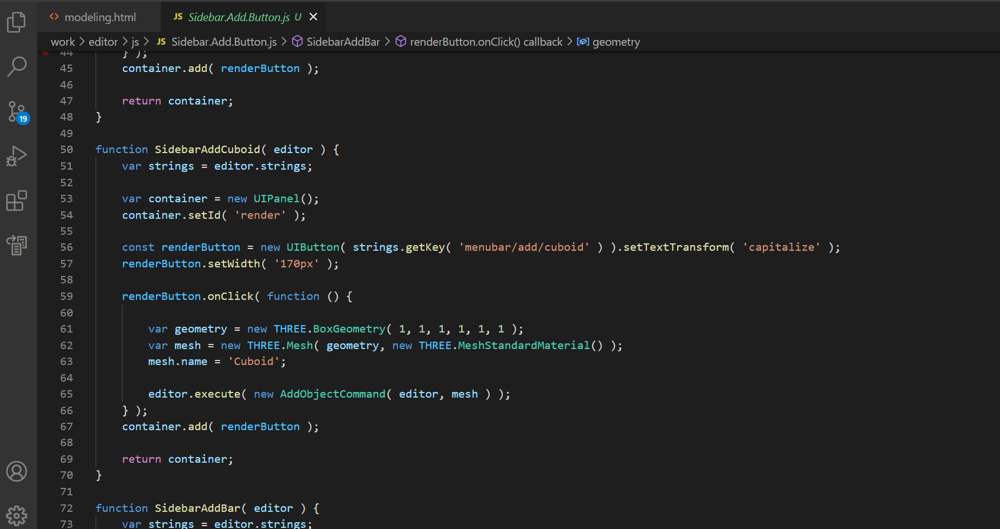 modeling.html JS Sidebar.Add.Button.js U
work > editor > js > JS Sidebar.Add.Button.js > SidebarAddBar > renderButton.onClick() callback > geometry
44 } );
45 container.add( renderButton );
46
47 return container;
48 }
49
50 function SidebarAddCuboid( editor ) {
51 var strings = editor.strings;
52
53 var container = new UIPanel();
54 container.setId( 'render' );
55
56 const renderButton = new UIButton( strings.getKey( 'menubar/add/cuboid' ) ).setTextTransform( 'capitalize' );
57 renderButton.setWidth( '170px' );
58
59 renderButton.onClick( function () {
60
61 var geometry = new THREE.BoxGeometry( 1, 1, 1, 1, 1, 1 );
62 var mesh = new THREE.Mesh( geometry, new THREE.MeshStandardMaterial() );
63 mesh.name = 'Cuboid';
64
65 editor.execute( new AddObjectCommand( editor, mesh ) );
66 } );
67 container.add( renderButton );
68
69 return container;
70 }
71
72 function SidebarAddBar( editor ) {
73 var strings = editor.strings;
19